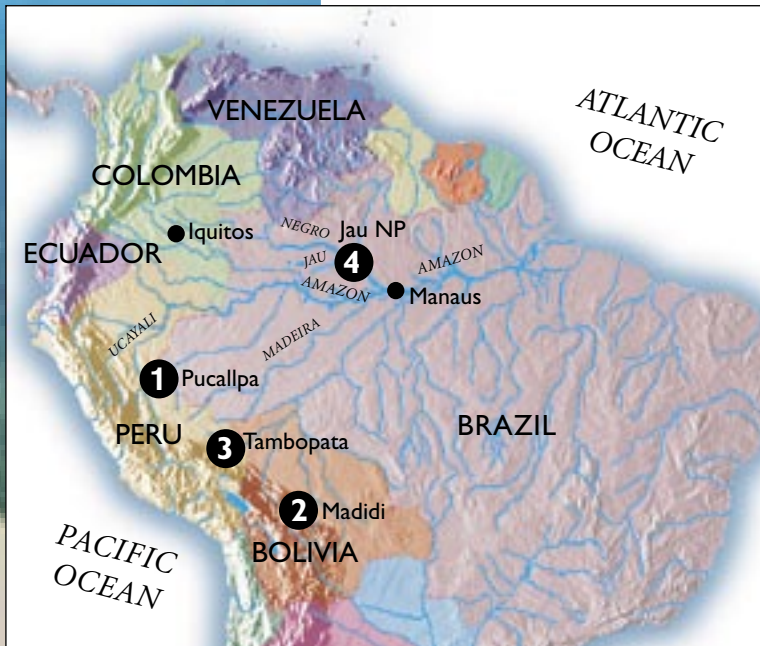 VENEZUELA
ATLANTIC
OCEAN
COLOMBIA
NEGRO
Jau NP
Iquitos
ECUADOR
JAU
4
AMAZON
AMAZON
Manaus
UCAYALI
MADEIRA
1 Pucallpa
PERU
BRAZIL
3 Tambopata
2 Madidi
PACIFIC
OCEAN
BOLIVIA